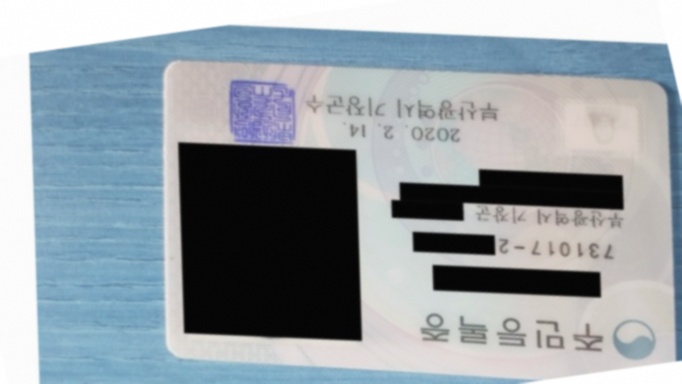 주민등록증
731017-2
부산광역시 기장군
2020. 2. 14.
부산광역시 기장군수